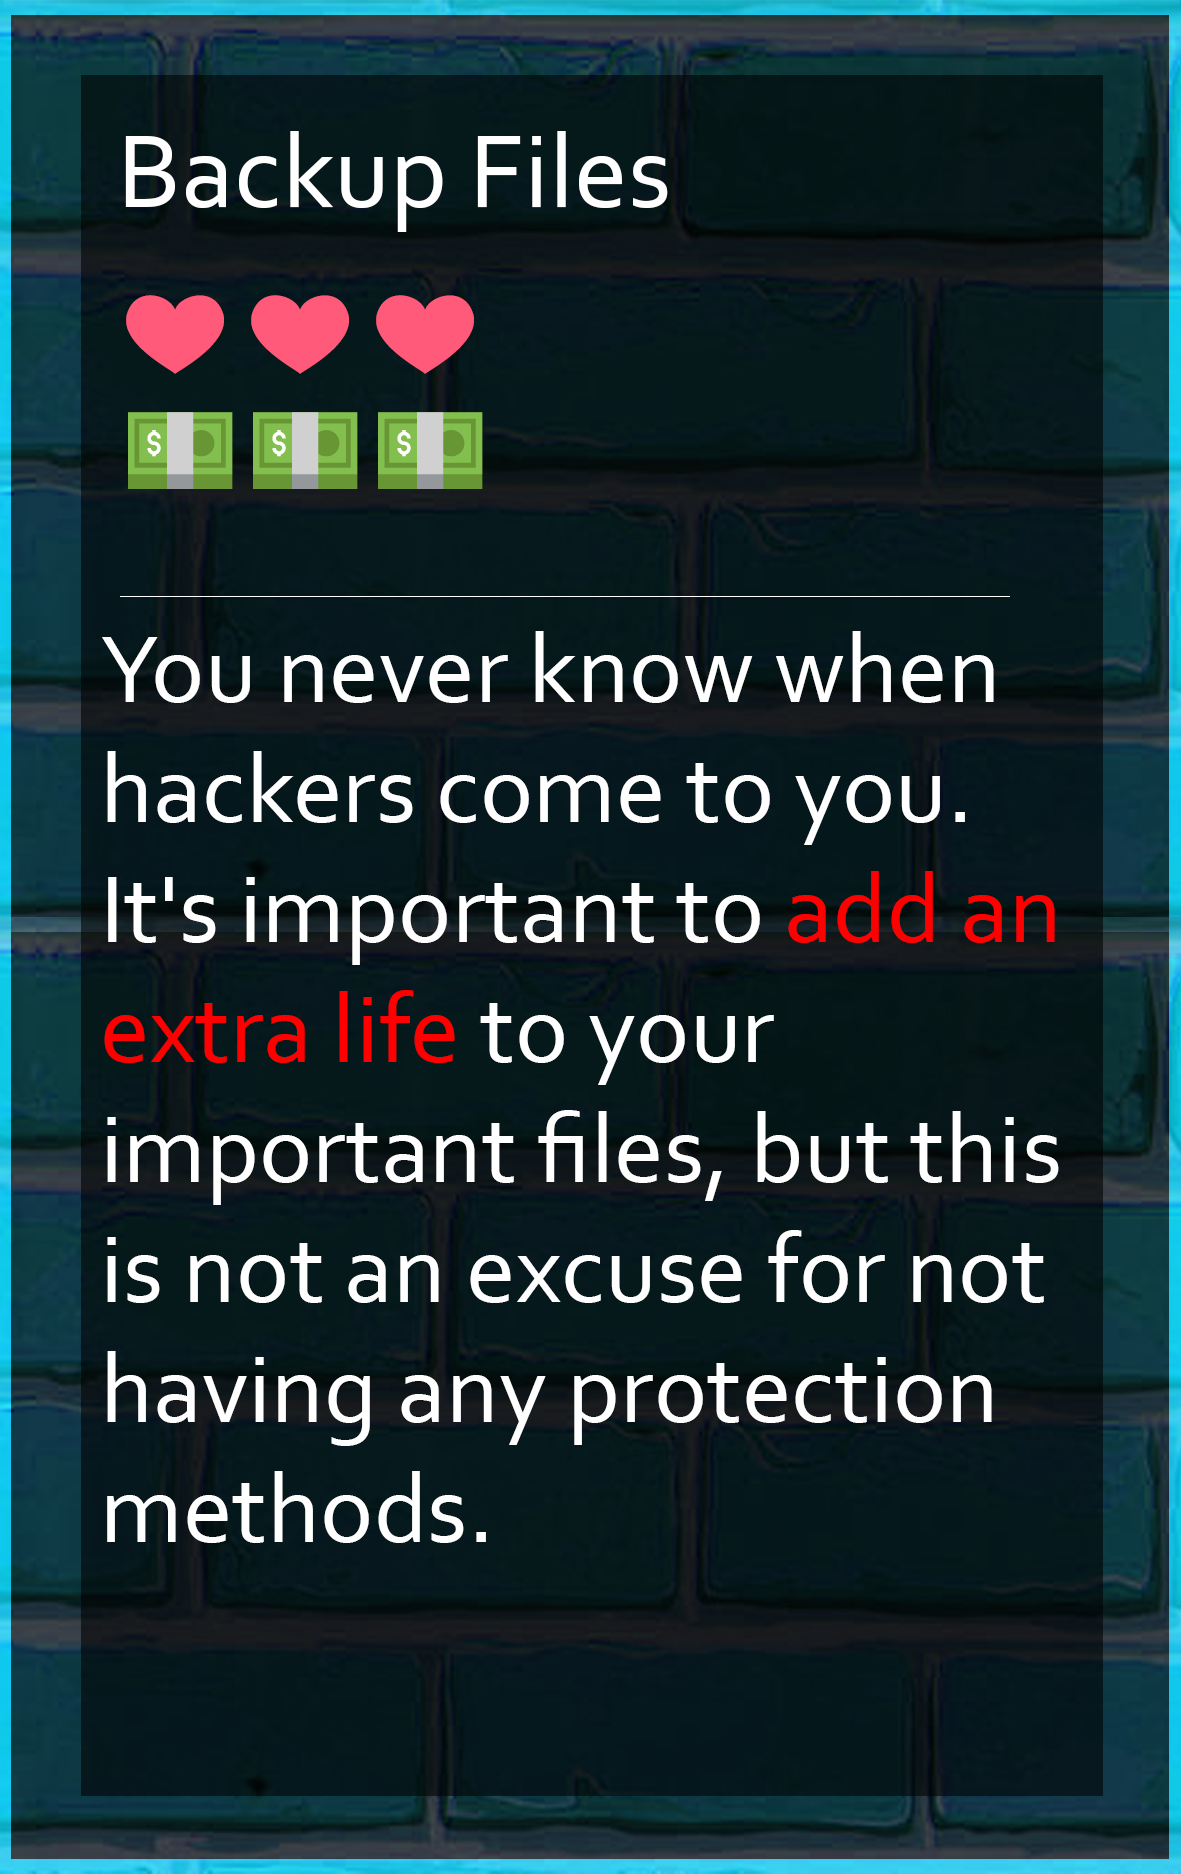 Backup Files
$ $ $
You never know when
hackers come to you.
It's important to add an
extra life to your
important files, but this
is not an excuse for not
having any protection
methods.